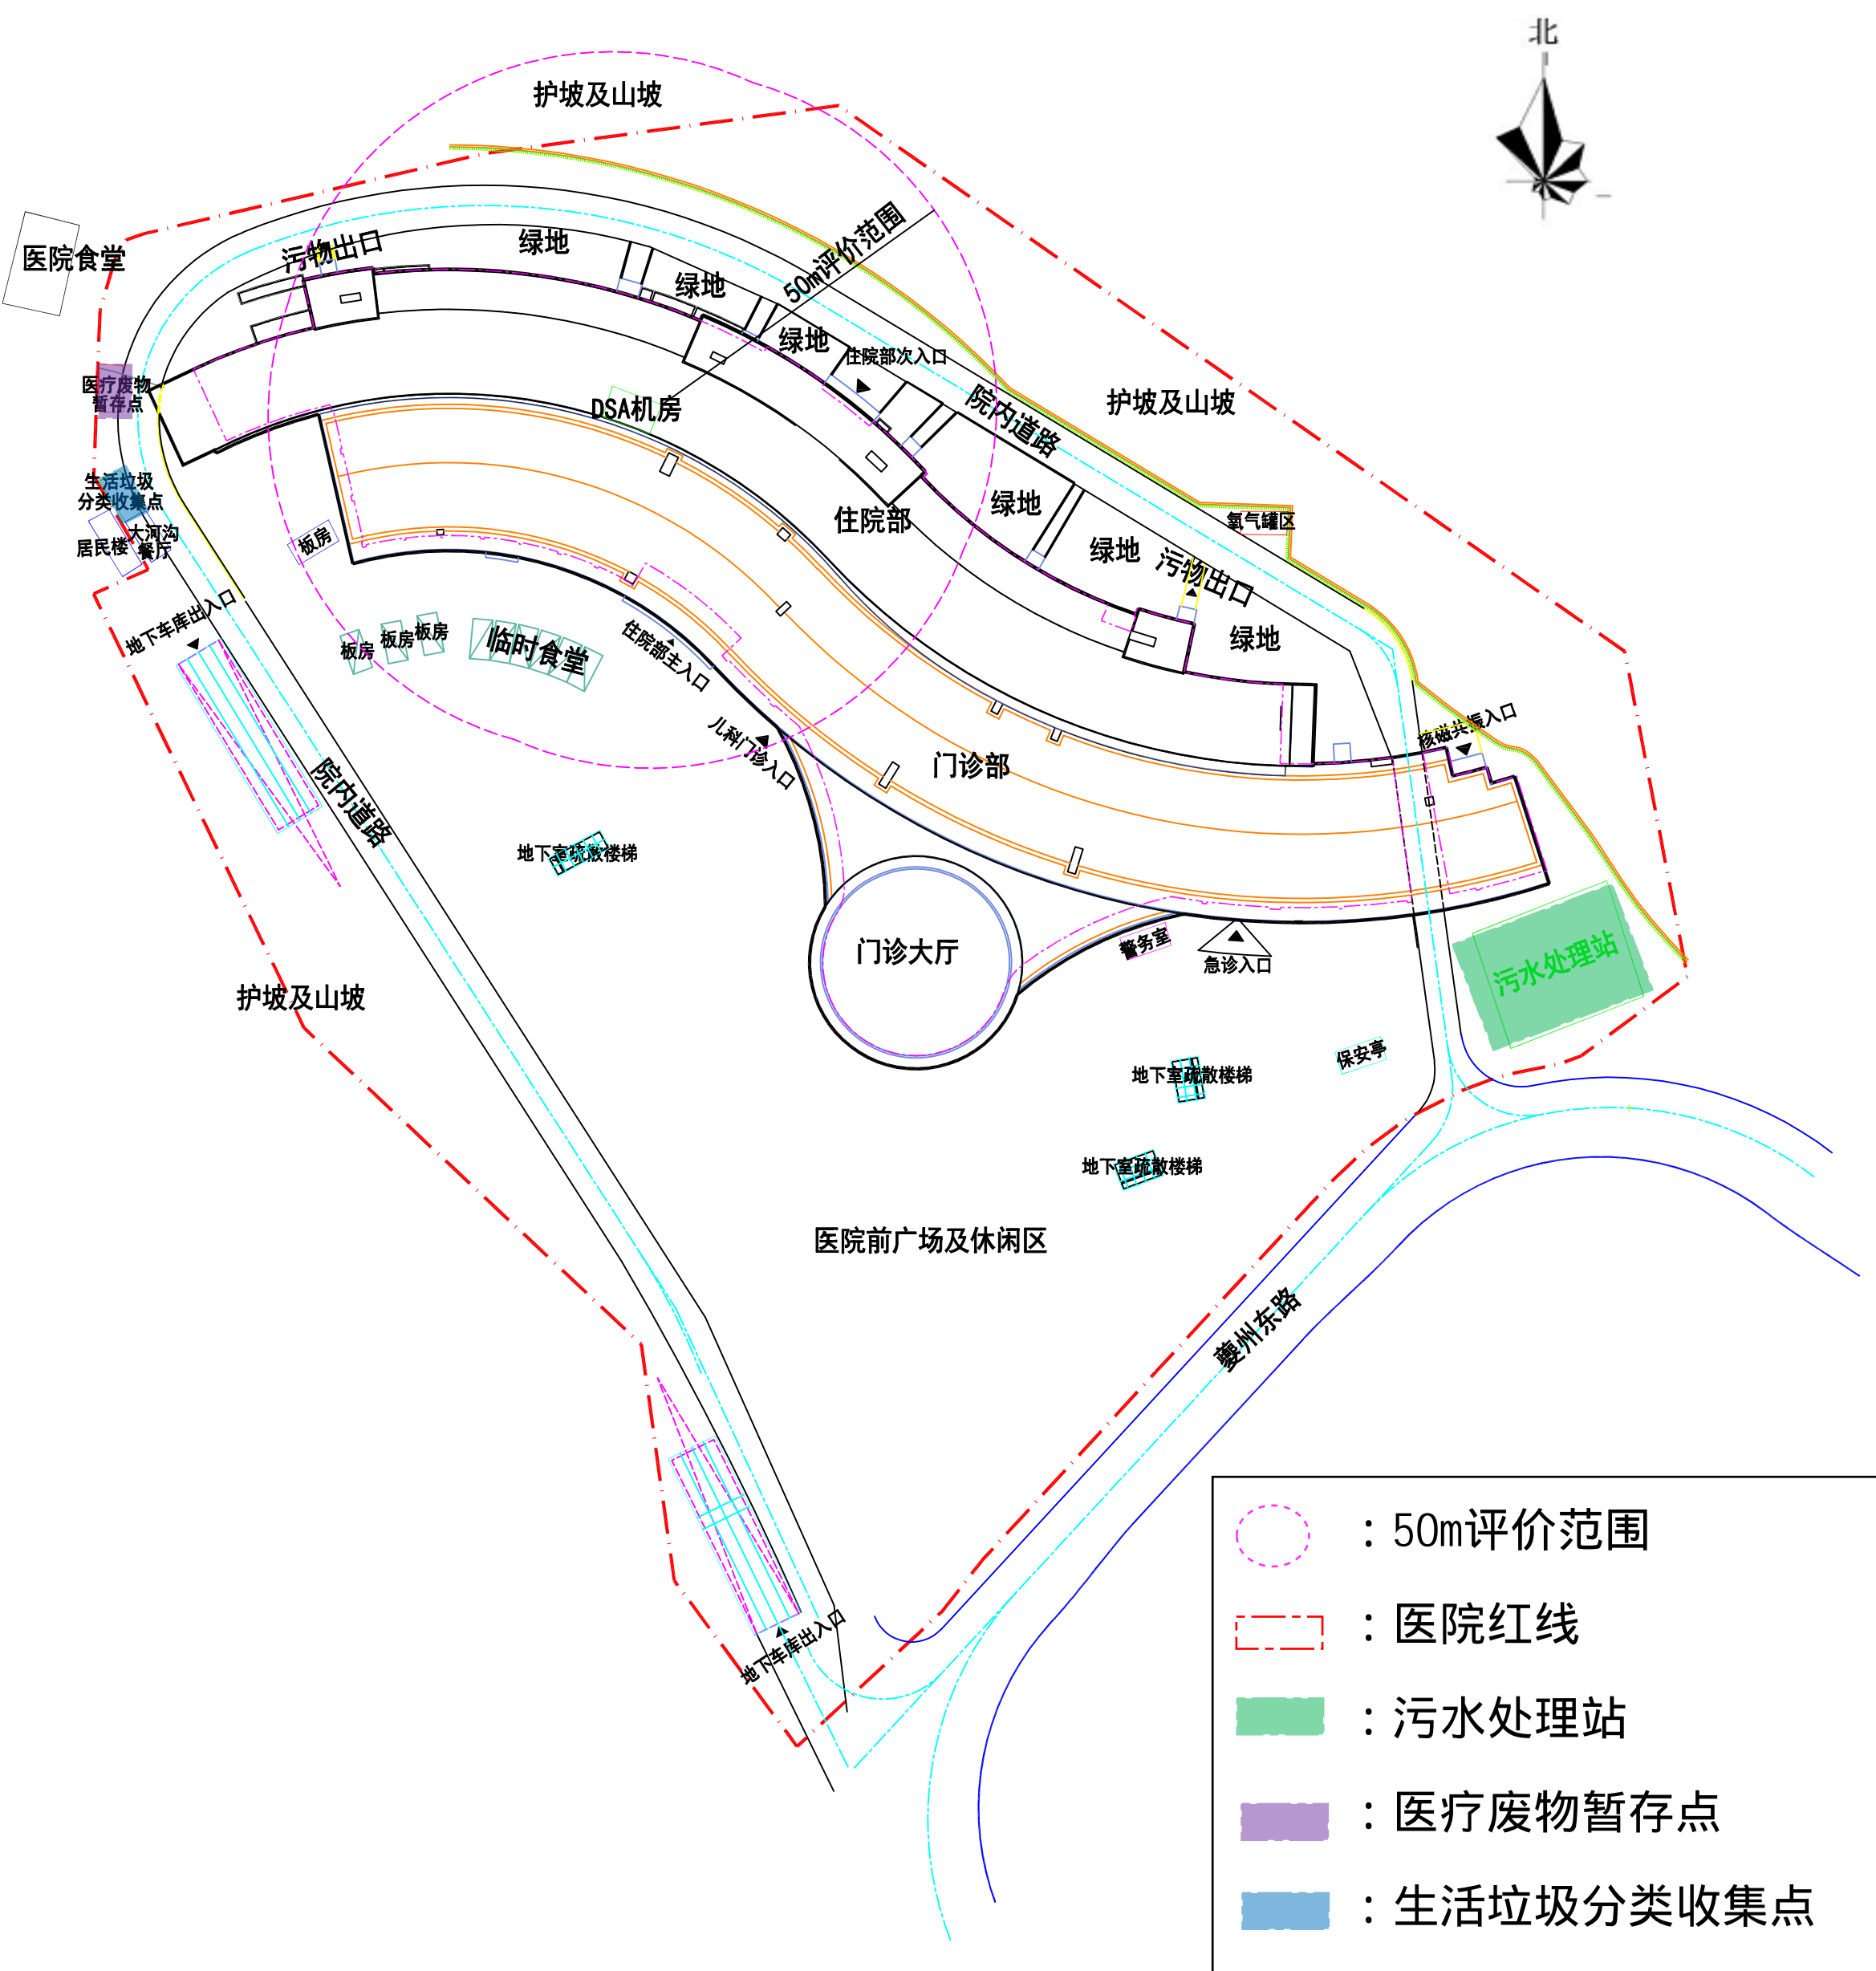 北
护坡及山坡
医院食堂
污物出口
绿地
绿地
50m评价范围
绿地
住院部次入口
医疗废物
暂存点
DSA机房
院内道路
护坡及山坡
生活垃圾
分类收集点
居民楼
大河沟
餐厅
板房
住院部
绿地
氧气罐区
绿地
污物出口
绿地
地下车库出入口
板房
板房
板房
临时食堂
住院部主入口
儿科门诊入口
门诊部
核磁共振入口
院内道路
地下室疏散楼梯
门诊大厅
警务室
急诊入口
污水处理站
护坡及山坡
保安亭
地下室疏散楼梯
地下室疏散楼梯
医院前广场及休闲区
夔州东路
地下车库出入口
：50m评价范围
：医院红线
：污水处理站
：医疗废物暂存点
：生活垃圾分类收集点